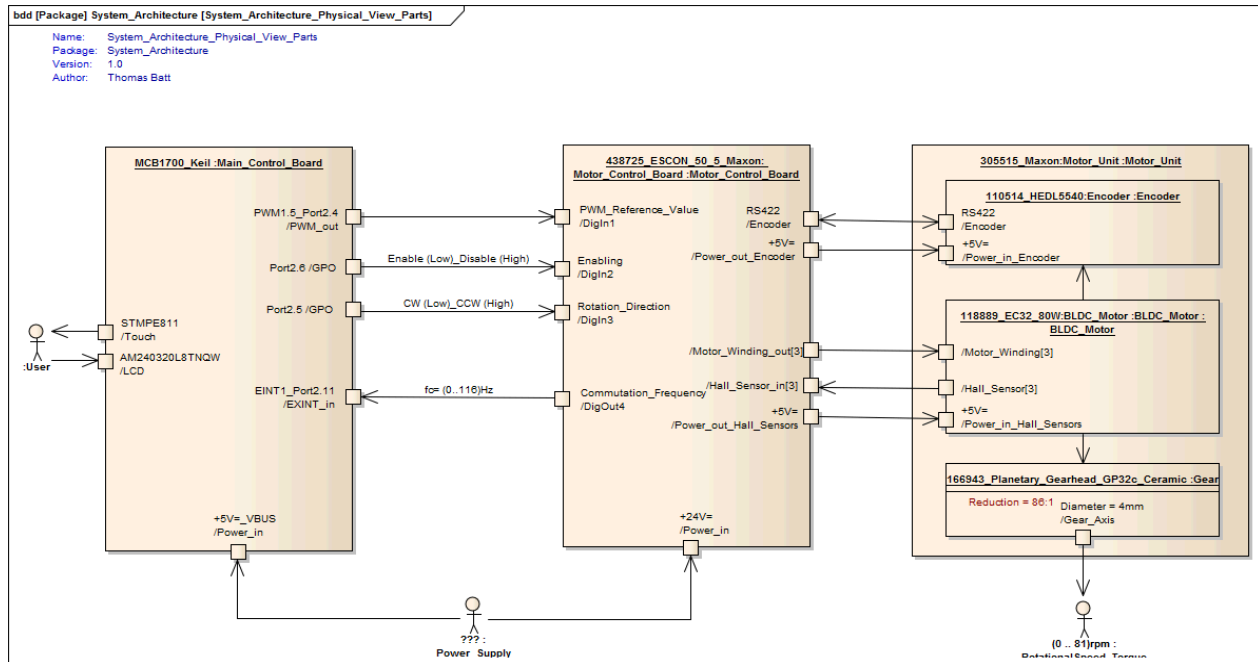 bdd [Package] System_Architecture [System_Architecture_Physical_View_Parts]
Name: System_Architecture_Physical_View_Parts
Package: System_Architecture
Version: 1.0
Author: Thomas Batt
MCB1700_Keil :Main_Control_Board
PWM1.5_Port2.4
/PWM_out
Port2.6 /GPO
Port2.5 /GPO
STMPE811
/Touch
AM240320L8TNQW
/LCD
:User
EINT1_Port2.11
/EXINT_in
+5V=_VBUS
/Power_in
Enable (Low)_Disable (High)
CW (Low)_CCW (High)
fc= (0..116)Hz
438725_ESCON_50_5_Maxon:
Motor_Control_Board :Motor_Control_Board
PWM_Reference_Value
/DigIn1
Enabling
/DigIn2
Rotation_Direction
/DigIn3
Commutation_Frequency
/DigOut4
RS422
/Encoder
+5V=
/Power_out_Encoder
/Motor_Winding_out[3]
/Hall_Sensor_in[3]
+5V=
/Power_out_Hall_Sensors
+24V=
/Power_in
305515_Maxon:Motor_Unit :Motor_Unit
110514_HEDL5540:Encoder :Encoder
RS422
/Encoder
+5V=
/Power_in_Encoder
118889_EC32_80W:BLDC_Motor :BLDC_Motor :
BLDC_Motor
/Motor_Winding[3]
/Hall_Sensor[3]
+5V=
/Power_in_Hall_Sensors
166943_Planetary_Gearhead_GP32c_Ceramic :Gear
Reduction = 86:1
Diameter = 4mm
/Gear_Axis
??? :
Power_Supply
(0 .. 81)rpm :
RotationalSpeed_Torque